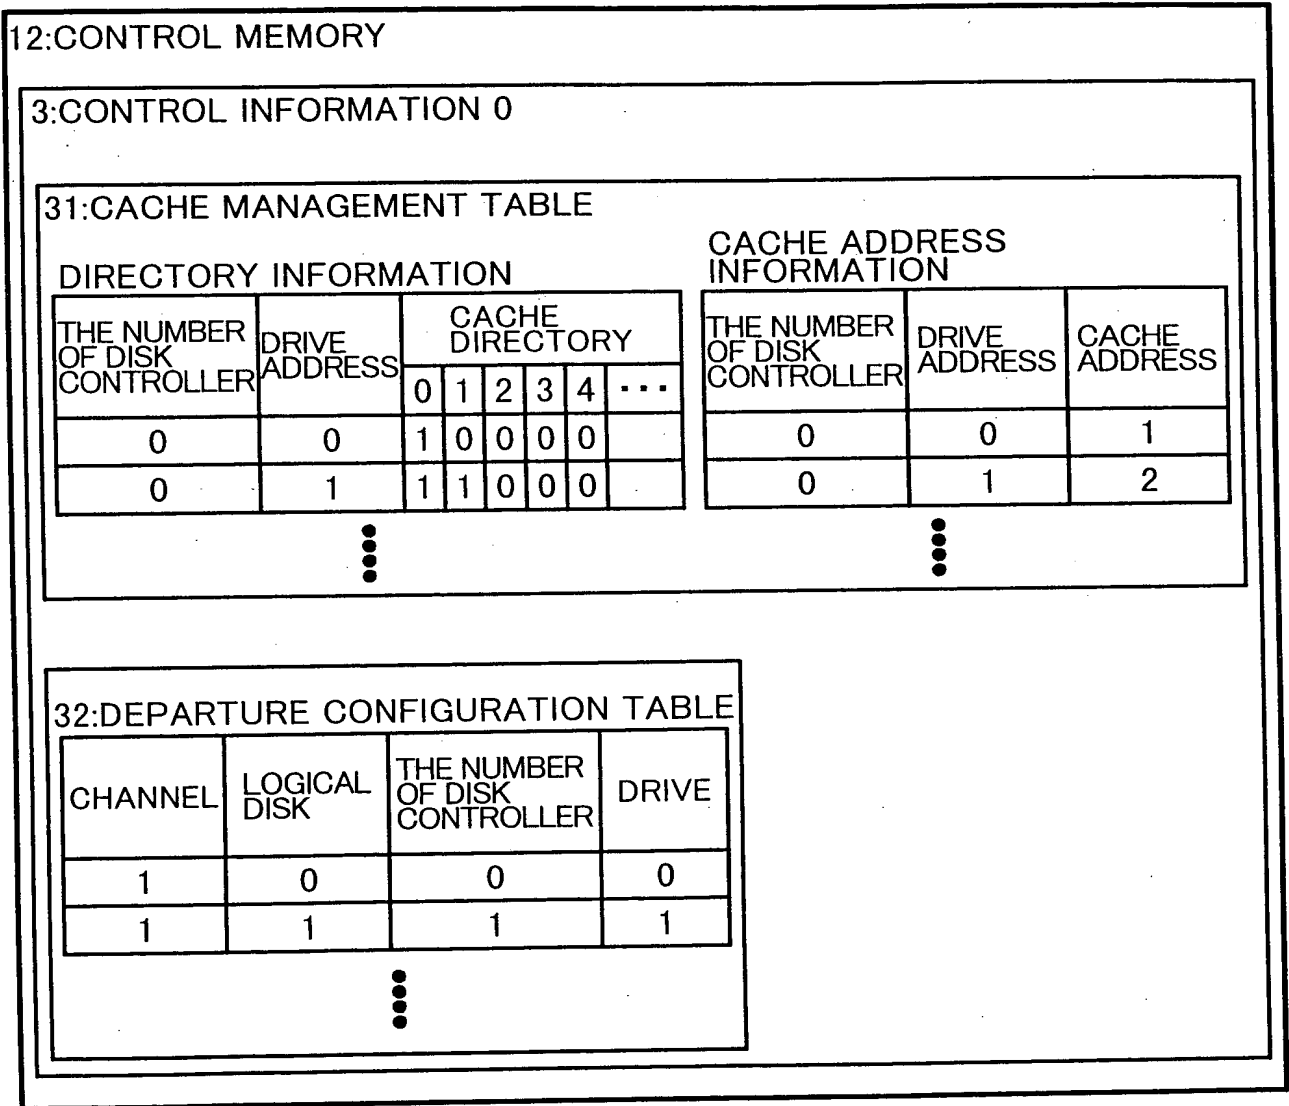 12:CONTROL MEMORY
3:CONTROL INFORMATION 0
31:CACHE MANAGEMENT TABLE
DIRECTORY INFORMATION
THE NUMBER
OF DISK
CONTROLLER
DRIVE
ADDRESS
CACHE
DIRECTORY
0 1 2 3 4 ···
0 0 1 0 0 0 0
0 1 1 1 0 0 0
CACHE ADDRESS
INFORMATION
THE NUMBER
OF DISK
CONTROLLER
DRIVE
ADDRESS
CACHE
ADDRESS
0 0 1
0 1 2
32:DEPARTURE CONFIGURATION TABLE
CHANNEL
LOGICAL
DISK
THE NUMBER
OF DISK
CONTROLLER
DRIVE
1 0 0 0
1 1 1 1